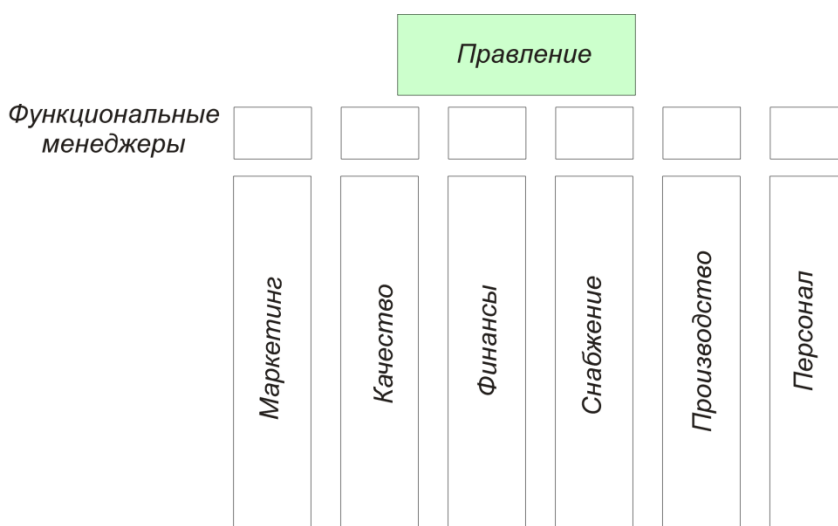 Правление
Функциональные
менеджеры
Маркетинг
Качество
Финансы
Снабжение
Производство
Персонал